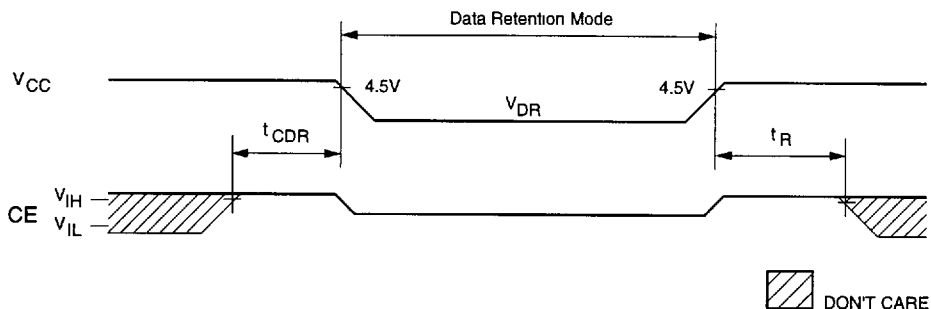 Data Retention Mode
VCC
4.5V
4.5V
VDR
tCDR
tR
VIH
CE
VIL
DON'T CARE